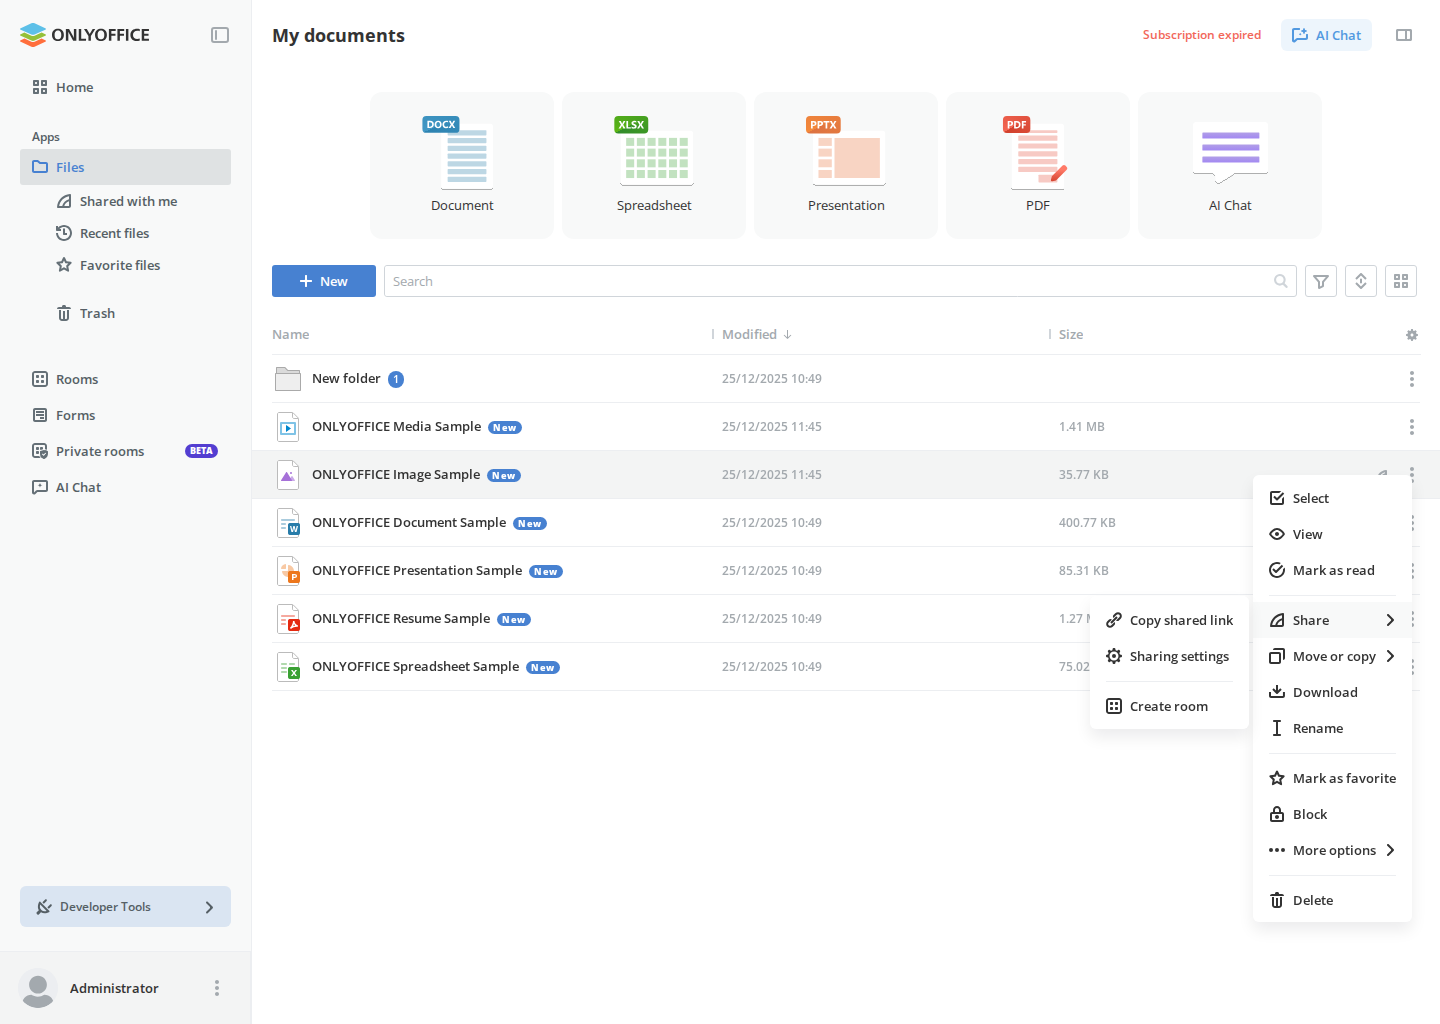 ONLYOFFICE
Home
Apps
Files
Shared with me
Recent files
Favorite files
Trash
Rooms
Forms
Private rooms BETA
AI Chat
Developer Tools
Administrator
My documents
Subscription expired
AI Chat
DOCX
Document
XLSX
Spreadsheet
PPTX
Presentation
PDF
PDF
AI Chat
New
Search
Name Modified Size
New folder 1 25/12/2025 10:49
ONLYOFFICE Media Sample New 25/12/2025 11:45 1.41 MB
ONLYOFFICE Image Sample New 25/12/2025 11:45 35.77 KB
ONLYOFFICE Document Sample New 25/12/2025 10:49 400.77 KB
W
ONLYOFFICE Presentation Sample New 25/12/2025 10:49 85.31 KB
P
ONLYOFFICE Resume Sample New 25/12/2025 10:49 1.27
ONLYOFFICE Spreadsheet Sample New 25/12/2025 10:49 75.02
X
Select
View
Mark as read
Share
Move or copy
Download
Rename
Mark as favorite
Block
More options
Delete
Copy shared link
Sharing settings
Create room